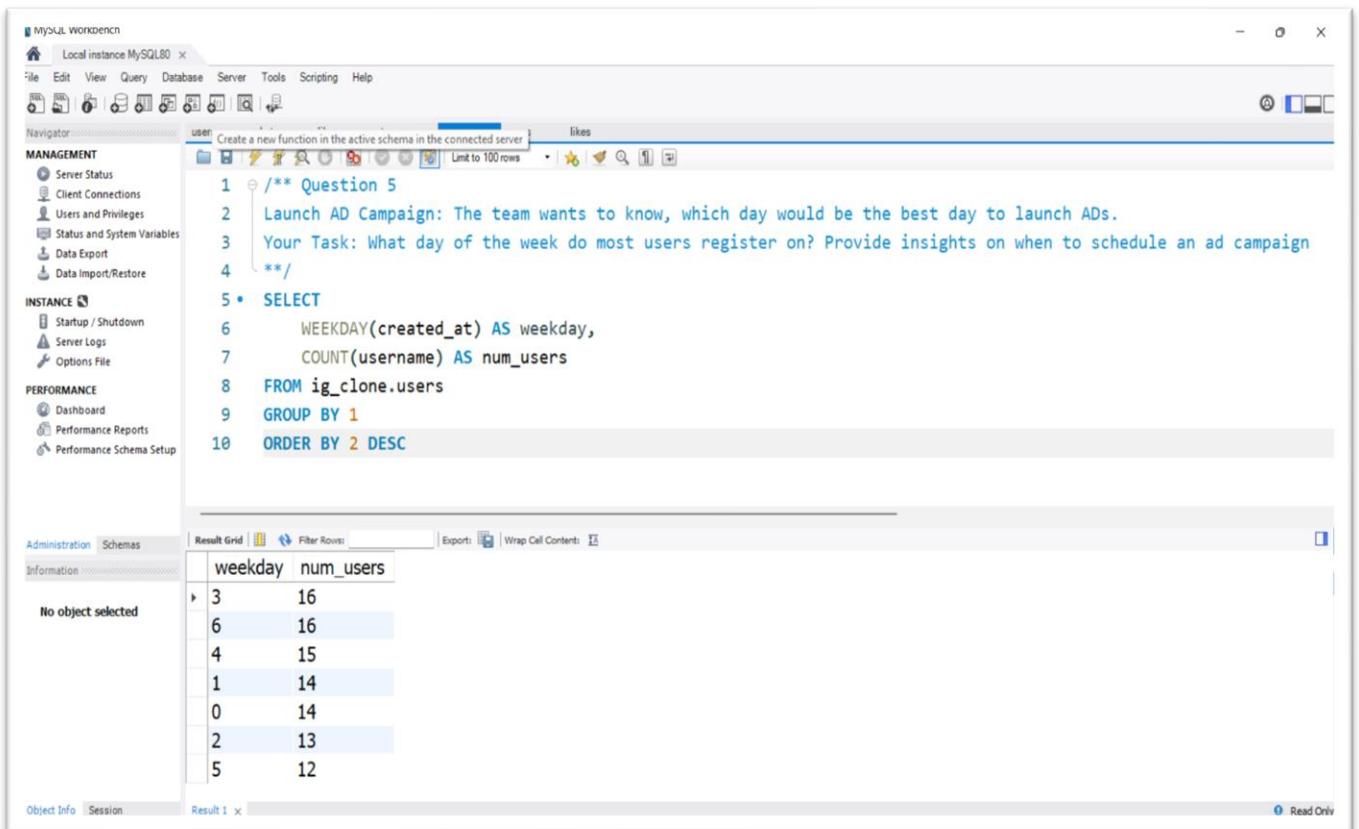 MySQL Workbench
Local instance MySQL80 ×
File Edit View Query Database Server Tools Scripting Help
Navigator
user
Create a new function in the active schema in the connected server
likes
MANAGEMENT
Server Status
Client Connections
Users and Privileges
Status and System Variables
Data Export
Data Import/Restore
INSTANCE
Startup / Shutdown
Server Logs
Options File
PERFORMANCE
Dashboard
Performance Reports
Performance Schema Setup
Limit to 100 rows
1 /** Question 5
2 Launch AD Campaign: The team wants to know, which day would be the best day to launch ADs.
3 Your Task: What day of the week do most users register on? Provide insights on when to schedule an ad campaign
4 **/
5 SELECT
6 WEEKDAY(created_at) AS weekday,
7 COUNT(username) AS num_users
8 FROM ig_clone.users
9 GROUP BY 1
10 ORDER BY 2 DESC
Administration Schemas
Information
No object selected
Result Grid Filter Rows: Export: Wrap Cell Content:
weekday num_users
3 16
6 16
4 15
1 14
0 14
2 13
5 12
Object Info Session
Result 1 ×
Read Only